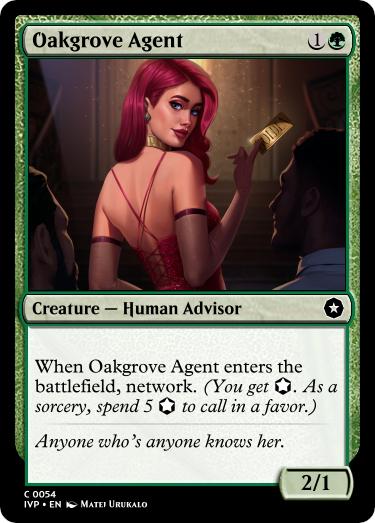 Oakgrove Agent 1
Creature — Human Advisor
When Oakgrove Agent enters the
battlefield, network. (You get . As a
sorcery, spend 5 to call in a favor.)
Anyone who's anyone knows her.
2/1
C 0054
IVP • EN Matej Urukalo